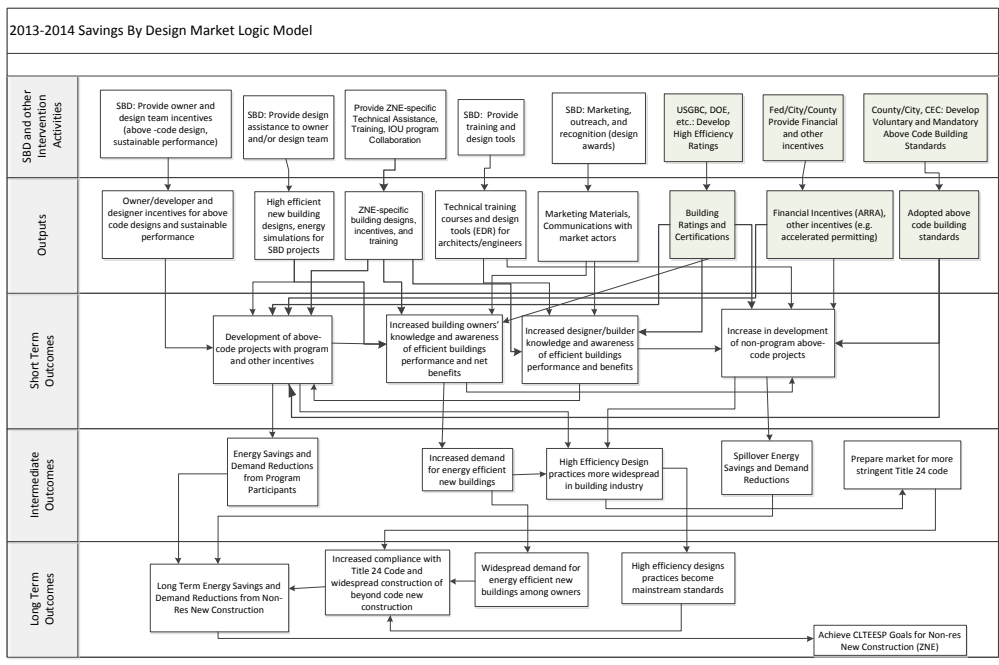 2013-2014 Savings By Design Market Logic Model
SBD and other
Intervention
Activities
SBD: Provide owner and
design team incentives
(above -code design,
sustainable performance)
SBD: Provide design
assistance to owner
and/or design team
Provide ZNE-specific
Technical Assistance,
Training, IOU program
Collaboration
SBD: Provide
training and
design tools
SBD: Marketing,
outreach, and
recognition (design
awards)
USGBC, DOE,
etc.: Develop
High Efficiency
Ratings
Fed/City/County
Provide Financial
and other
incentives
County/City, CEC: Develop
Voluntary and Mandatory
Above Code Building
Standards
Outputs
Owner/developer and
designer incentives for above
code designs and sustainable
performance
High efficient
new building
designs, energy
simulations for
SBD projects
ZNE-specific
building designs,
incentives, and
training
Technical training
courses and design
tools (EDR) for
architects/engineers
Marketing Materials,
Communications with
market actors
Building
Ratings and
Certifications
Financial Incentives (ARRA),
other incentives (e.g.
accelerated permitting)
Adopted above
code building
standards
Short Term
Outcomes
Development of above-
code projects with program
and other incentives
Increased building owners’
knowledge and awareness
of efficient buildings
performance and net
benefits
Increased designer/builder
knowledge and awareness
of efficient buildings
performance and benefits
Increase in development
of non-program above-
code projects
Intermediate
Outcomes
Energy Savings and
Demand Reductions
from Program
Participants
Increased demand
for energy efficient
new buildings
High Efficiency Design
practices more widespread
in building industry
Spillover Energy
Savings and Demand
Reductions
Prepare market for more
stringent Title 24 code
Long Term
Outcomes
Long Term Energy Savings and
Demand Reductions from Non-
Res New Construction
Increased compliance with
Title 24 Code and
widespread construction of
beyond code new
construction
Widespread demand for
energy efficient new
buildings among owners
High efficiency designs
practices become
mainstream standards
Achieve CLTEESP Goals for Non-res
New Construction (ZNE)